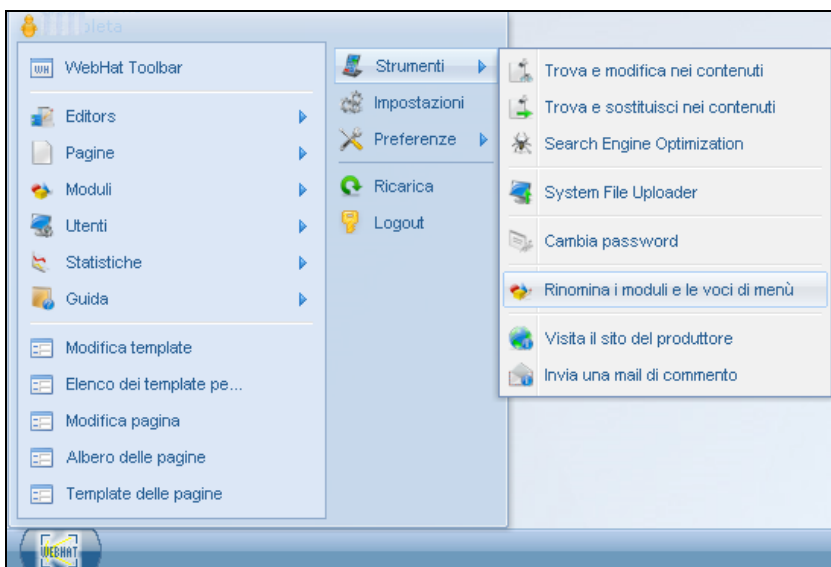 WH WebHat Toolbar
Editors
Pagine
Moduli
Utenti
Statistiche
Guida
Modifica template
Elenco dei template pe...
Modifica pagina
Albero delle pagine
Template delle pagine
Strumenti
Impostazioni
Preferenze
Ricarica
Logout
Trova e modifica nei contenuti
Trova e sostituisci nei contenuti
Search Engine Optimization
System File Uploader
Cambia password
Rinomina i moduli e le voci di menù
Visita il sito del produttore
Invia una mail di commento
WEBHAT